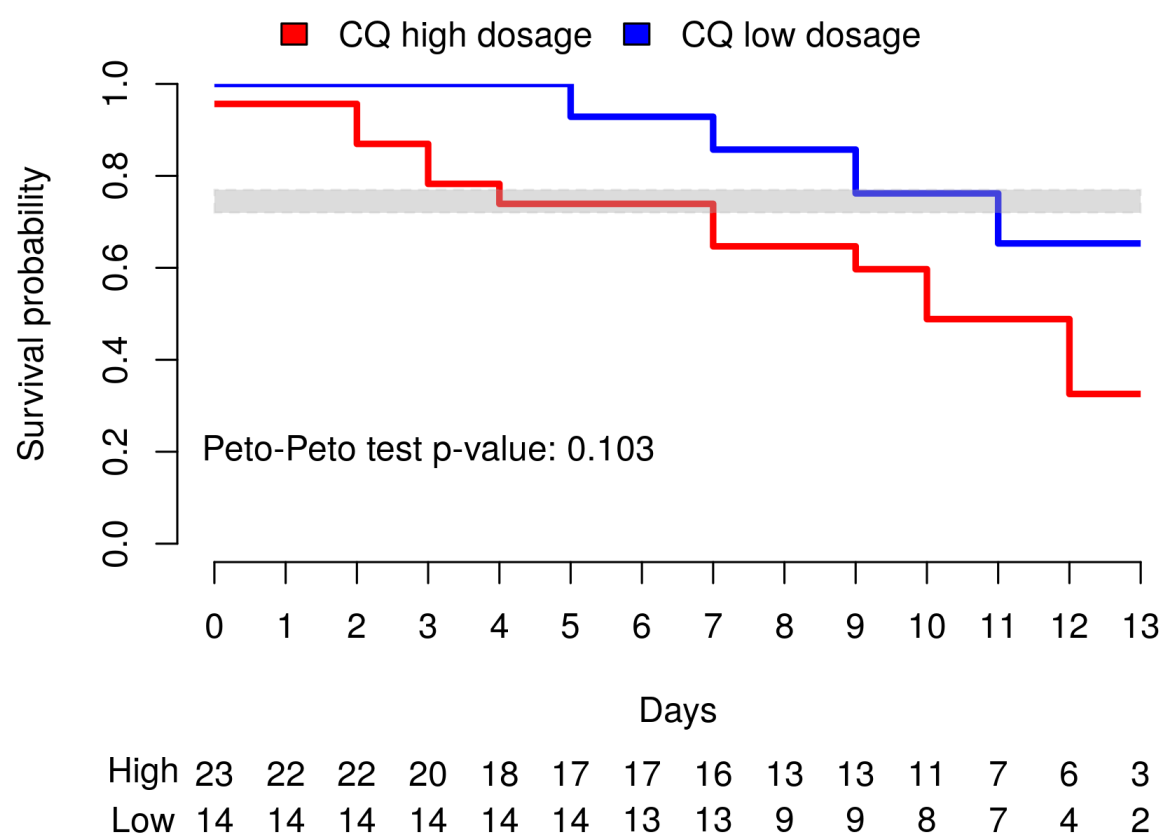 CQ high dosage CQ low dosage
Survival probability
1.0
0.8
0.6
0.4
0.2
0.0
Peto-Peto test p-value: 0.103
0 1 2 3 4 5 6 7 8 9 10 11 12 13
Days
High 23 22 22 20 18 17 17 16 13 13 11 7 6 3
Low 14 14 14 14 14 14 13 13 9 9 8 7 4 2